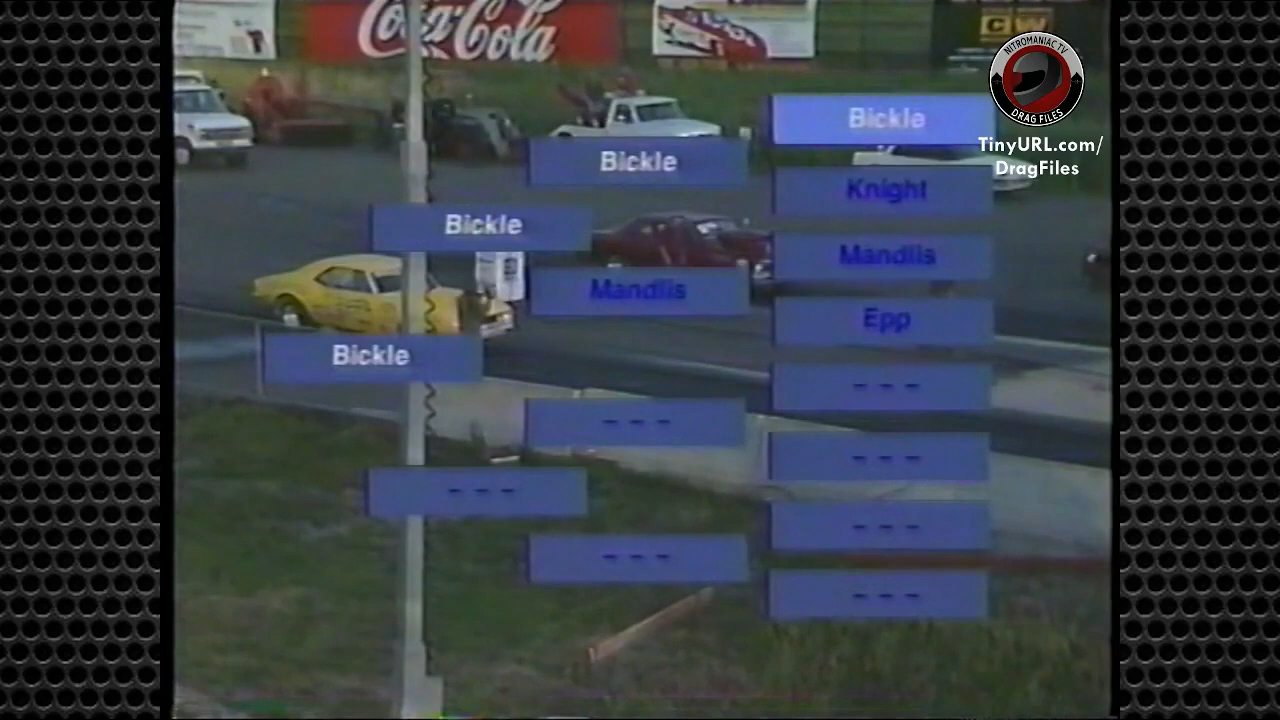 Coca-Cola
CW
NITROMANIAC TV
DRAG FILES
TinyURL.com/
DragFiles
Bickle
Bickle
Knight
Bickle
Mandlis
Mandlis
Epp
Bickle
- - -
- - -
- - -
- - -
- - -
- - -
- - -